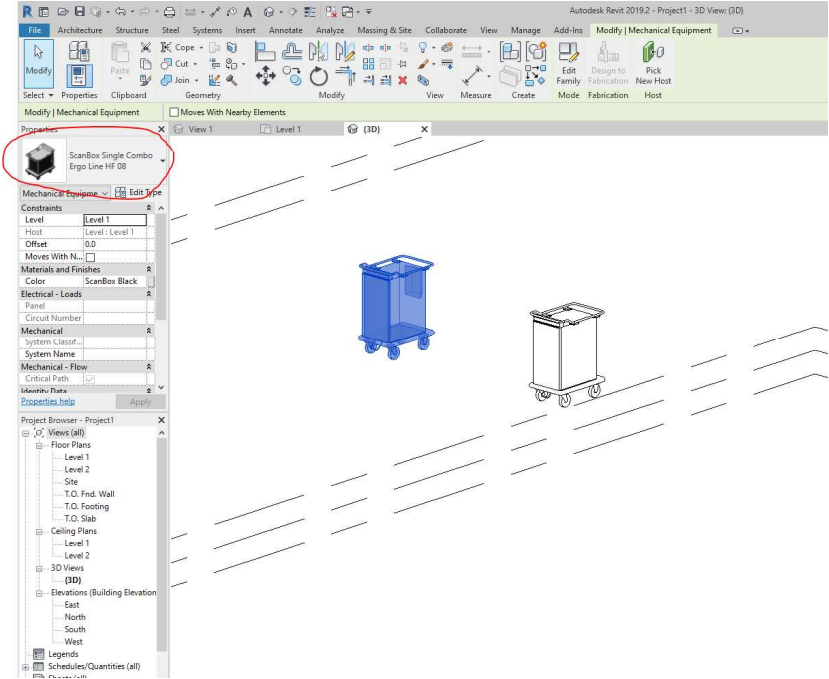 Autodesk Revit 2019.2 - Project1 - 3D View: {3D}
File Architecture Structure Steel Systems Insert Annotate Analyze Massing & Site Collaborate View Manage Add-Ins Modify | Mechanical Equipment
Modify Paste Cope Cut Join Edit Family Design to Fabrication Pick New Host
Select Properties Clipboard Geometry Modify View Measure Create Mode Fabrication Host
Modify | Mechanical Equipment Moves With Nearby Elements
Properties X View 1 Level 1 {3D} X
ScanBox Single Combo
Ergo Line HF 08
Mechanical Equipme Edit Type
Constraints
Level Level 1
Host Level : Level 1
Offset 0.0
Moves With N...
Materials and Finishes
Color ScanBox Black
Electrical - Loads
Panel
Circuit Number
Mechanical
System Classif...
System Name
Mechanical - Flow
Critical Path
Identity Data
Properties help Apply
Project Browser - Project1 X
Views (all)
Floor Plans
Level 1
Level 2
Site
T.O. Fnd. Wall
T.O. Footing
T.O. Slab
Ceiling Plans
Level 1
Level 2
3D Views
{3D}
Elevations (Building Elevation
East
North
South
West
Legends
Schedules/Quantities (all)
Sheets (all)